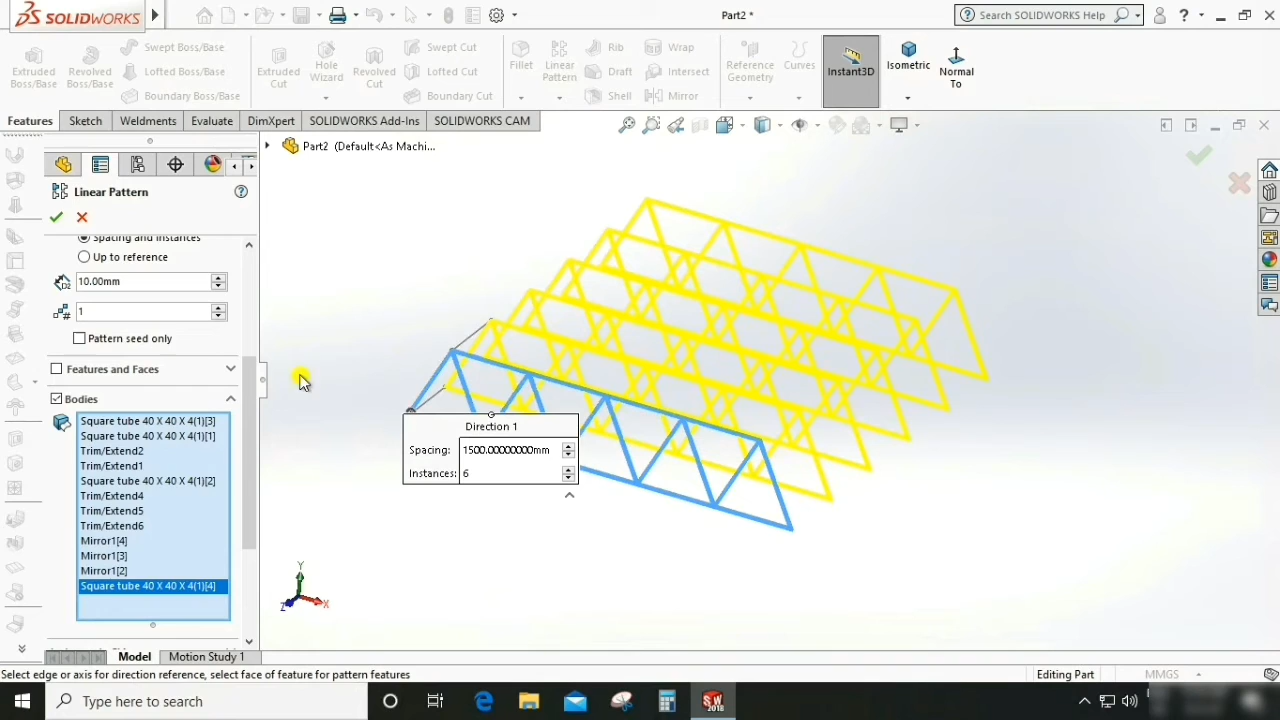 SOLIDWORKS
Part2 *
Search SOLIDWORKS Help
Extruded Boss/Base
Revolved Boss/Base
Swept Boss/Base
Lofted Boss/Base
Boundary Boss/Base
Extruded Cut
Hole Wizard
Revolved Cut
Swept Cut
Lofted Cut
Boundary Cut
Fillet
Linear Pattern
Rib
Draft
Shell
Wrap
Intersect
Mirror
Reference Geometry
Curves
Instant3D
Isometric
Normal To
Features
Sketch
Weldments
Evaluate
DimXpert
SOLIDWORKS Add-Ins
SOLIDWORKS CAM
Part2 (Default<As Machi...
Linear Pattern
Spacing and instances
Up to reference
D2
10.00mm
1
Pattern seed only
Features and Faces
Bodies
Square tube 40 X 40 X 4(1)[3]
Square tube 40 X 40 X 4(1)[1]
Trim/Extend2
Trim/Extend1
Square tube 40 X 40 X 4(1)[2]
Trim/Extend4
Trim/Extend5
Trim/Extend6
Mirror1[4]
Mirror1[3]
Mirror1[2]
Square tube 40 X 40 X 4(1)[4]
Direction 1
Spacing: 1500.00000000mm
Instances: 6
Y
Z
X
Model
Motion Study 1
Select edge or axis for direction reference, select face of feature for pattern features
Editing Part
MMGS
Type here to search
SW
2018